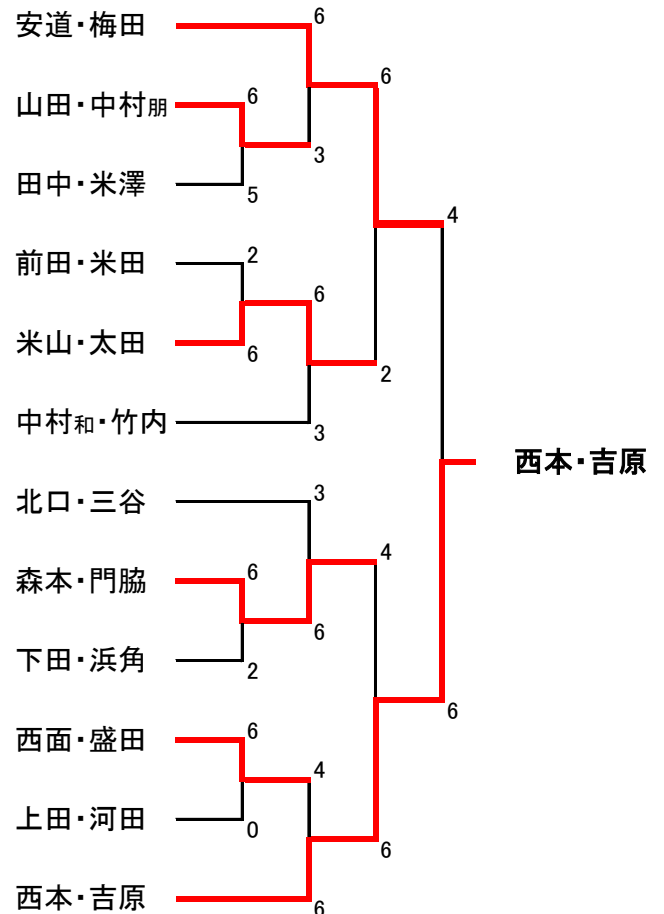 安道・梅田
6
6
山田・中村朋
6
3
田中・米澤
5
4
前田・米田
2
6
米山・太田
6
2
中村和・竹内
3
西本・吉原
北口・三谷
3
4
森本・門脇
6
6
下田・浜角
2
6
西面・盛田
6
4
上田・河田
0
6
西本・吉原
6